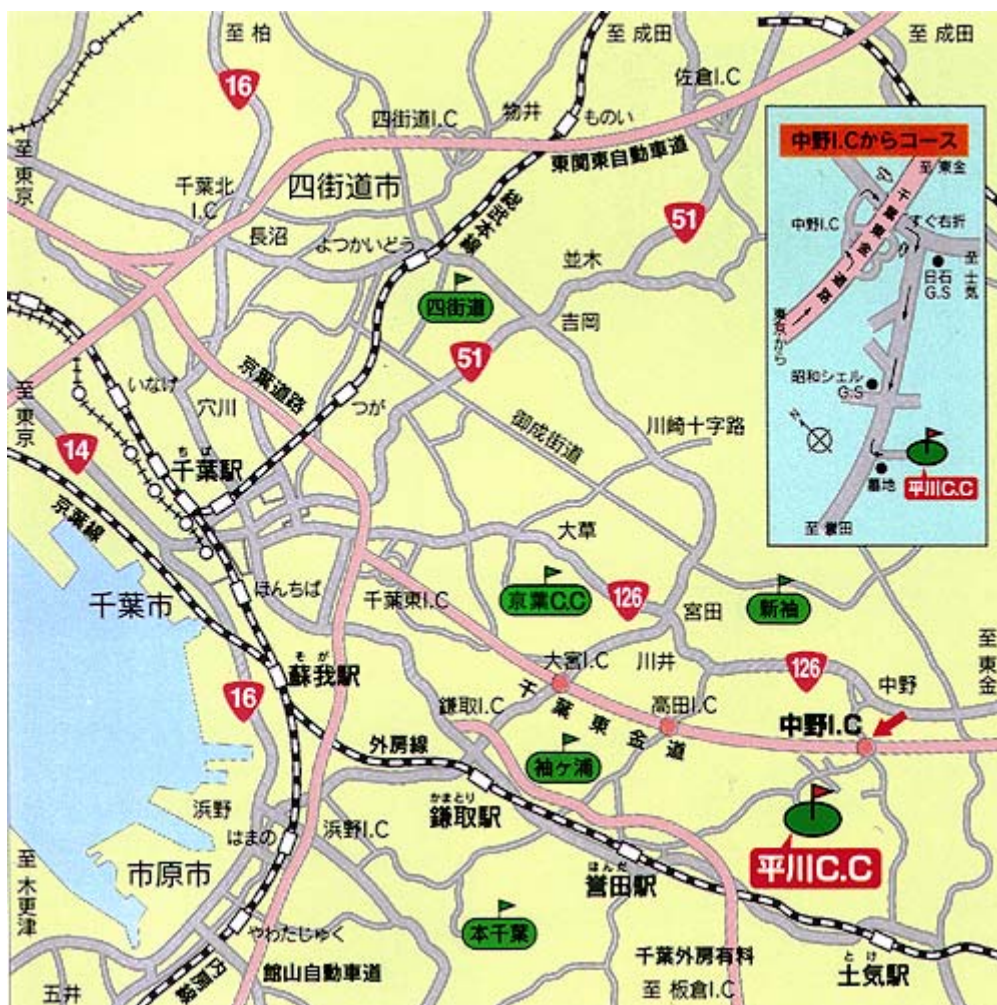 至 柏
至 成田
至 成田
16
佐倉I.C
物井
ものい
四街道I.C
東関東自動車道
至 東京
千葉北
I.C
四街道市
長沼
よつかいどう
総武本線
51
並木
四街道
吉岡
51
京葉道路
いなげ
穴川
つが
御成街道
川崎十字路
至 東京
14
ちば
千葉駅
京葉線
大草
千葉市
ほんちば
千葉東I.C
京葉C.C
126
宮田
新袖
そが
蘇我駅
大宮I.C
川井
126
中野
至 東金
16
鎌取I.C
千葉東金道
高田I.C
中野I.C
外房線
袖ヶ浦
浜野
はまの
浜野I.C
かまとり
鎌取駅
平川C.C
至 木更津
市原市
ほんだ
誉田駅
やわたじゅく
本千葉
内房線
館山自動車道
五井
千葉外房有料
至 板倉I.C
とけ
土気駅
中野I.Cからコース
至 東金
中野I.C
千葉東金道路
すぐ右折
日石
G.S
至 土気
東京から
昭和シェル
G.S
N
墓地
平川C.C
至 誉田